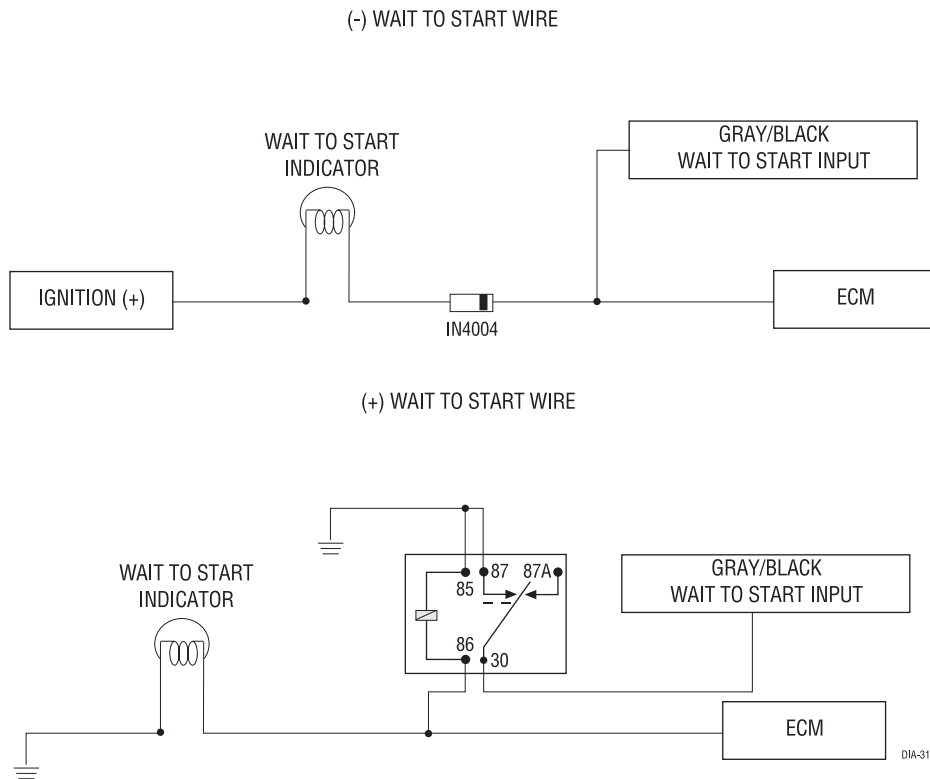 (-) WAIT TO START WIRE
WAIT TO START
INDICATOR
GRAY/BLACK
WAIT TO START INPUT
IGNITION (+)
IN4004
ECM
(+) WAIT TO START WIRE
WAIT TO START
INDICATOR
85
87
87A
86
30
GRAY/BLACK
WAIT TO START INPUT
ECM
DIA-31